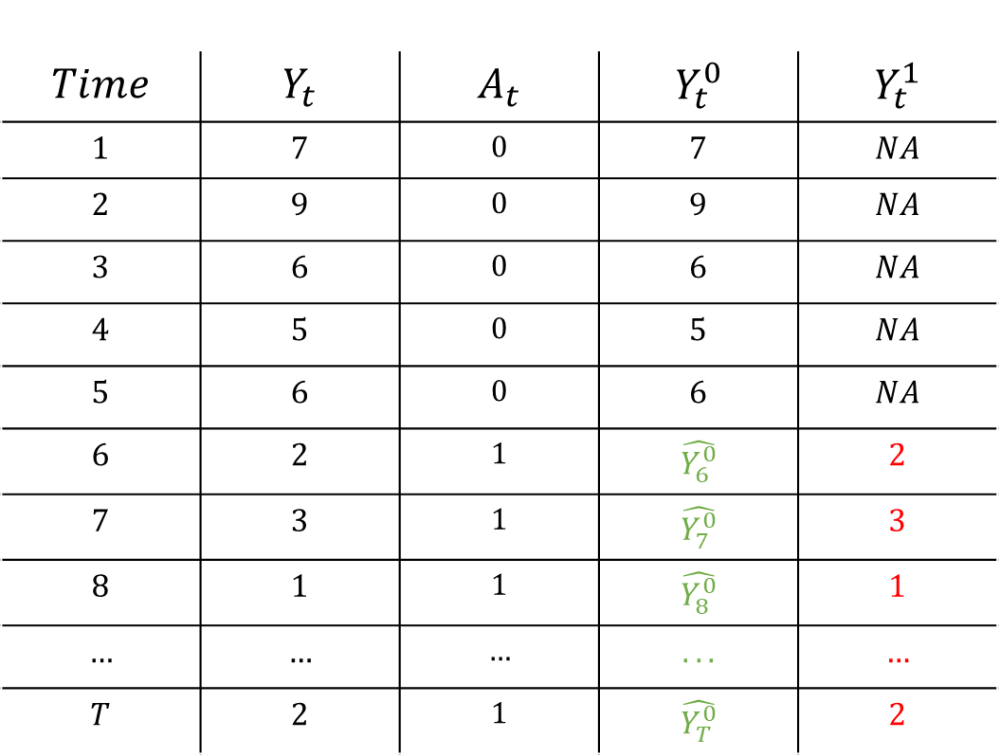 Time Y_t A_t Y_t^0 Y_t^1
1 7 0 7 NA
2 9 0 9 NA
3 6 0 6 NA
4 5 0 5 NA
5 6 0 6 NA
6 2 1 \widehat{Y_6^0} 2
7 3 1 \widehat{Y_7^0} 3
8 1 1 \widehat{Y_8^0} 1
... ... ... ... ...
T 2 1 \widehat{Y_T^0} 2